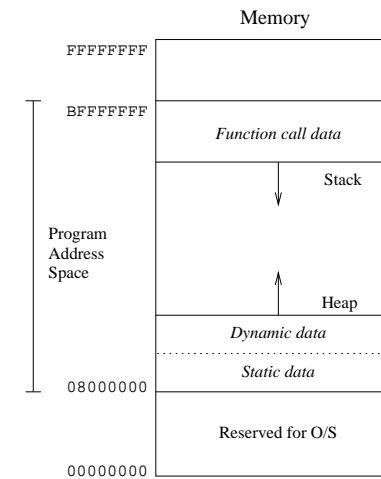 Memory
FFFFFFFF
BFFFFFFF
Function call data
Stack
Program
Address
Space
Heap
Dynamic data
Static data
08000000
Reserved for O/S
00000000